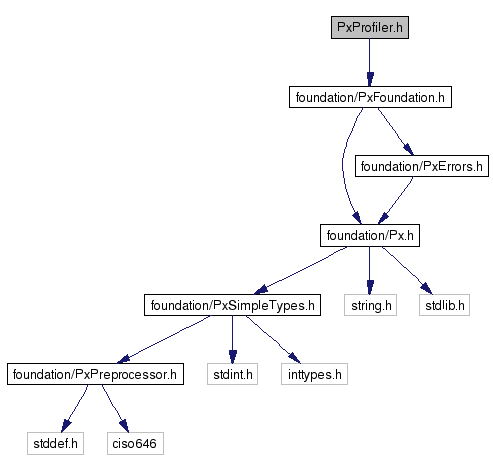 PxProfiler.h
foundation/PxFoundation.h
foundation/PxErrors.h
foundation/Px.h
foundation/PxSimpleTypes.h
string.h
stdlib.h
foundation/PxPreprocessor.h
stdint.h
inttypes.h
stddef.h
ciso646